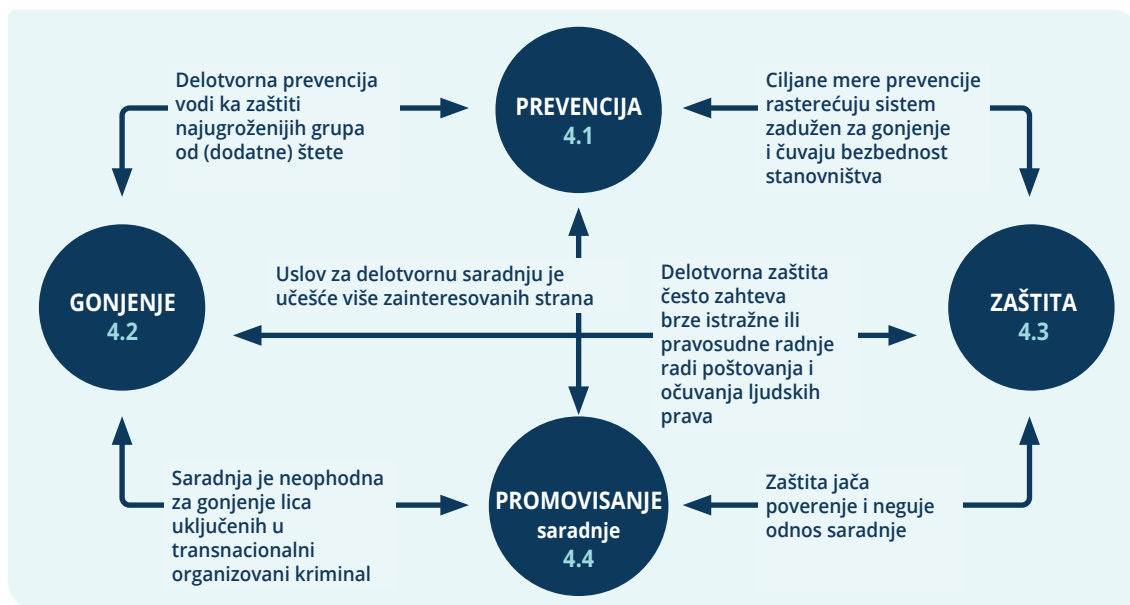 Delotvorna prevencija
vodi ka zaštiti
najugroženijih grupa
od (dodatne) štete
PREVENCIJA
4.1
Ciljane mere prevencije
rasterećuju sistem
zadužen za gonjenje
i čuvaju bezbednost
stanovništva
GONJENJE
4.2
Uslov za delotvornu saradnju je
učešće više zainteresovanih strana
Delotvorna zaštita
često zahteva
brze istražne ili
pravosudne radnje
radi poštovanja i
očuvanja ljudskih
prava
ZAŠTITA
4.3
Saradnja je neophodna
za gonjenje lica
uključenih u
transnacionalni
organizovani kriminal
PROMOVISANJE
saradnje
4.4
Zaštita jača
poverenje i neguje
odnos saradnje